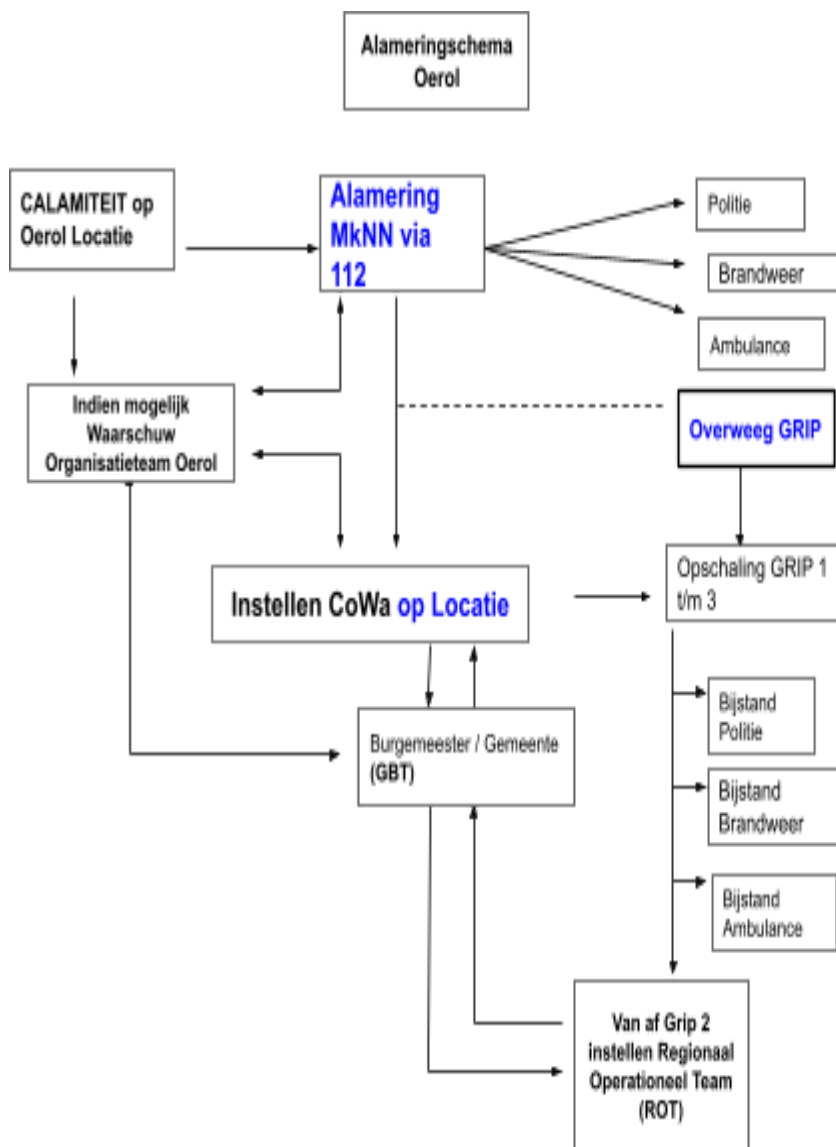 Alameringschema
Oerol
CALAMITEIT op
Oerol Locatie
Alamering
MkNN via
112
Politie
Brandweer
Ambulance
Indien mogelijk
Waarschuw
Organisatieteam Oerol
Overweeg GRIP
Instellen CoWa op Locatie
Opschaling GRIP 1
t/m 3
Burgemeester / Gemeente
(GBT)
Bijstand
Politie
Bijstand
Brandweer
Bijstand
Ambulance
Van af Grip 2
instellen Regionaal
Operationeel Team
(ROT)